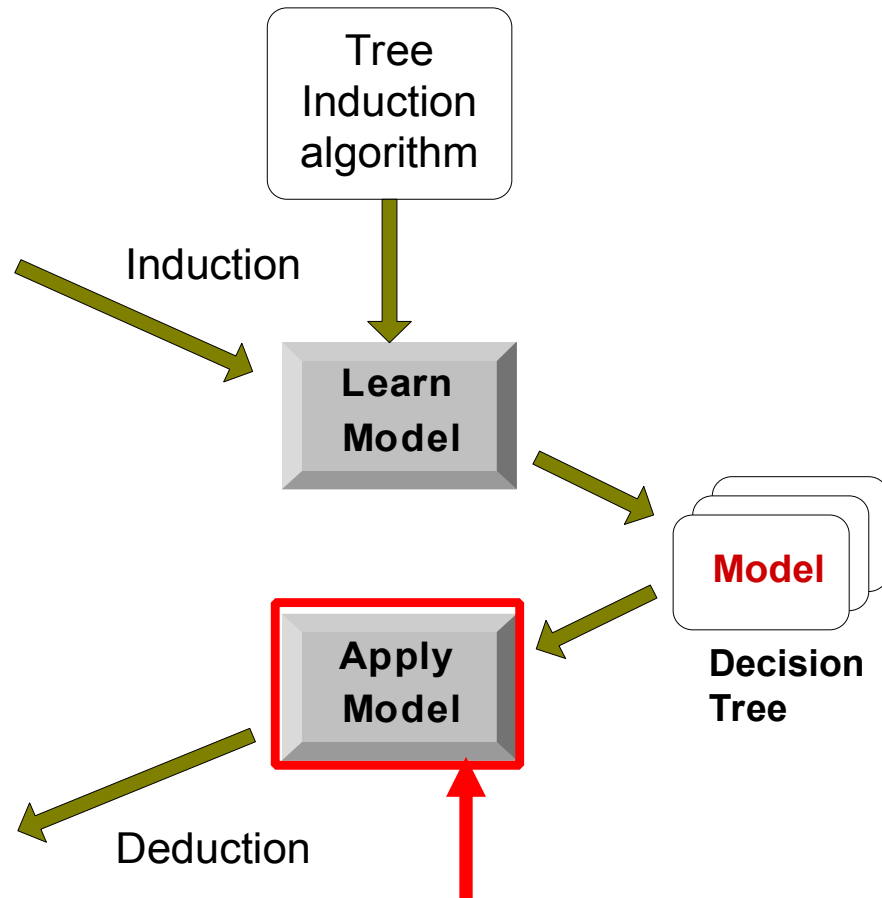 Tree
Induction
algorithm
Induction
Learn
Model
Model
Decision
Tree
Apply
Model
Deduction